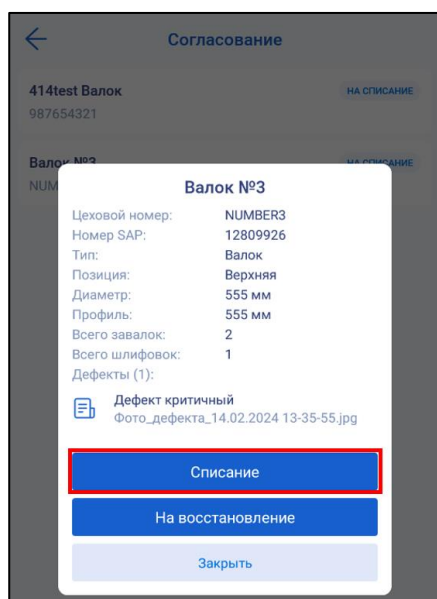 Согласование
414test Валок
НА СПИСАНИЕ
987654321
Валок №3
НА СПИСАНИЕ
NUM
Валок №3
Цеховой номер: NUMBER3
Номер SAP: 12809926
Тип: Валок
Позиция: Верхняя
Диаметр: 555 мм
Профиль: 555 мм
Всего завалок: 2
Всего шлифовок: 1
Дефекты (1):
Дефект критичный
Фото_дефекта_14.02.2024 13-35-55.jpg
Списание
На восстановление
Закрыть